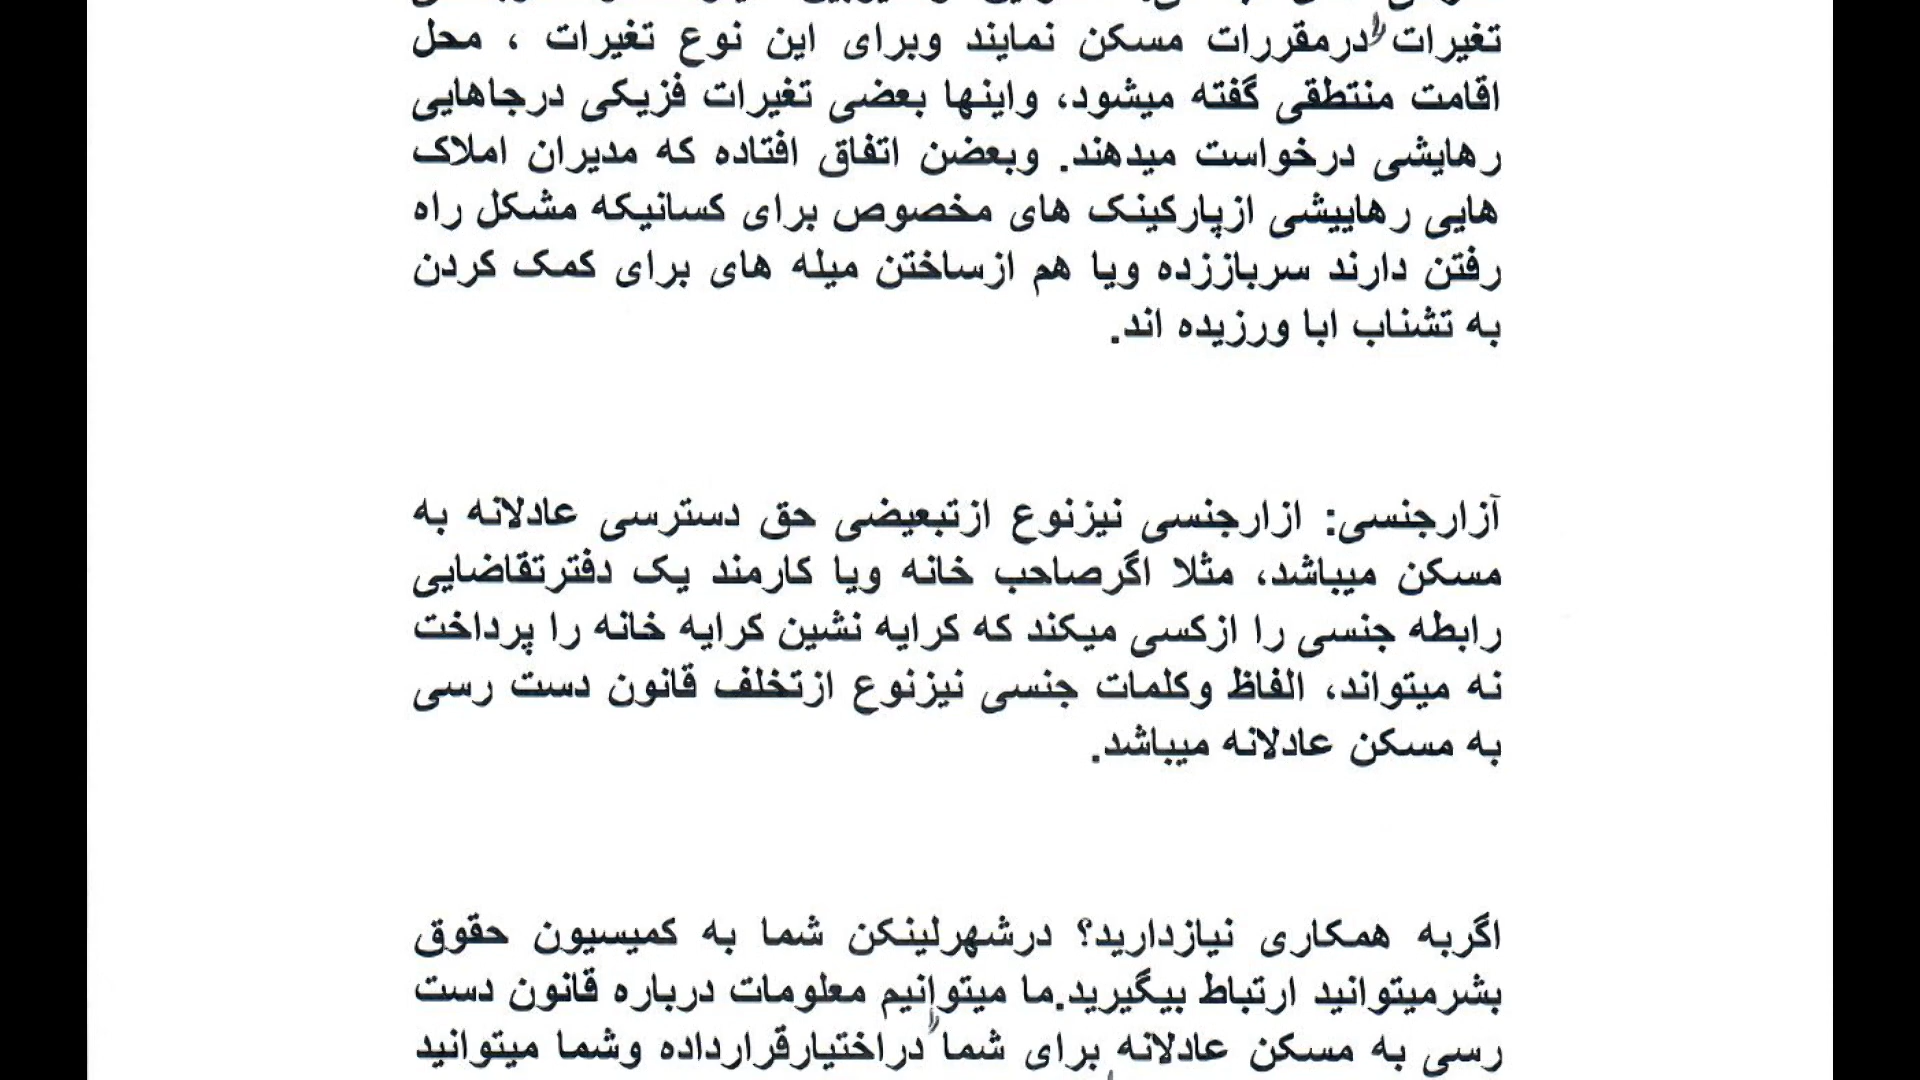 تغیرات درمقررات مسکن نمایند وبرای این نوع تغیرات ، محل
اقامت منتطقی گفته میشود، واینها بعضی تغیرات فزیکی درجاهایی
رهایشی درخواست میدهند. وبعضن اتفاق افتاده که مدیران املاک
هایی رهاییشی ازپارکینک های مخصوص برای کسانیکه مشکل راه
رفتن دارند سرباززده ویا هم ازساختن میله های برای کمک کردن
به تشناب ابا ورزیده اند.
آزارجنسی: ازارجنسی نیزنوع ازتبعیضی حق دسترسی عادلانه به
مسکن میباشد، مثلا اگرصاحب خانه ویا کارمند یک دفترتقاضایی
رابطه جنسی را ازکسی میکند که کرایه نشین کرایه خانه را پرداخت
نه میتواند، الفاظ وکلمات جنسی نیزنوع ازتخلف قانون دست رسی
به مسکن عادلانه میباشد.
اگربه همکاری نیازدارید؟ درشهرلینکن شما به کمیسیون حقوق
بشرمیتوانید ارتباط بیگیرید.ما میتوانیم معلومات درباره قانون دست
رسی به مسکن عادلانه برای شما دراختیارقرارداده وشما میتوانید